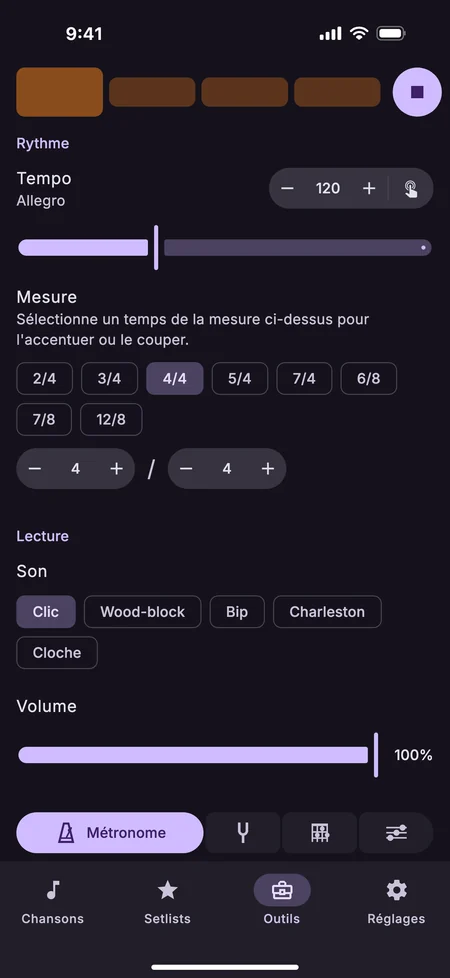 9:41
Rythme
Tempo
Allegro
120
Mesure
Sélectionne un temps de la mesure ci-dessus pour
l'accentuer ou le couper.
2/4 3/4 4/4 5/4 7/4 6/8
7/8 12/8
4 / 4
Lecture
Son
Clic Wood-block Bip Charleston
Cloche
Volume
100%
Métronome
Chansons Setlists Outils Réglages